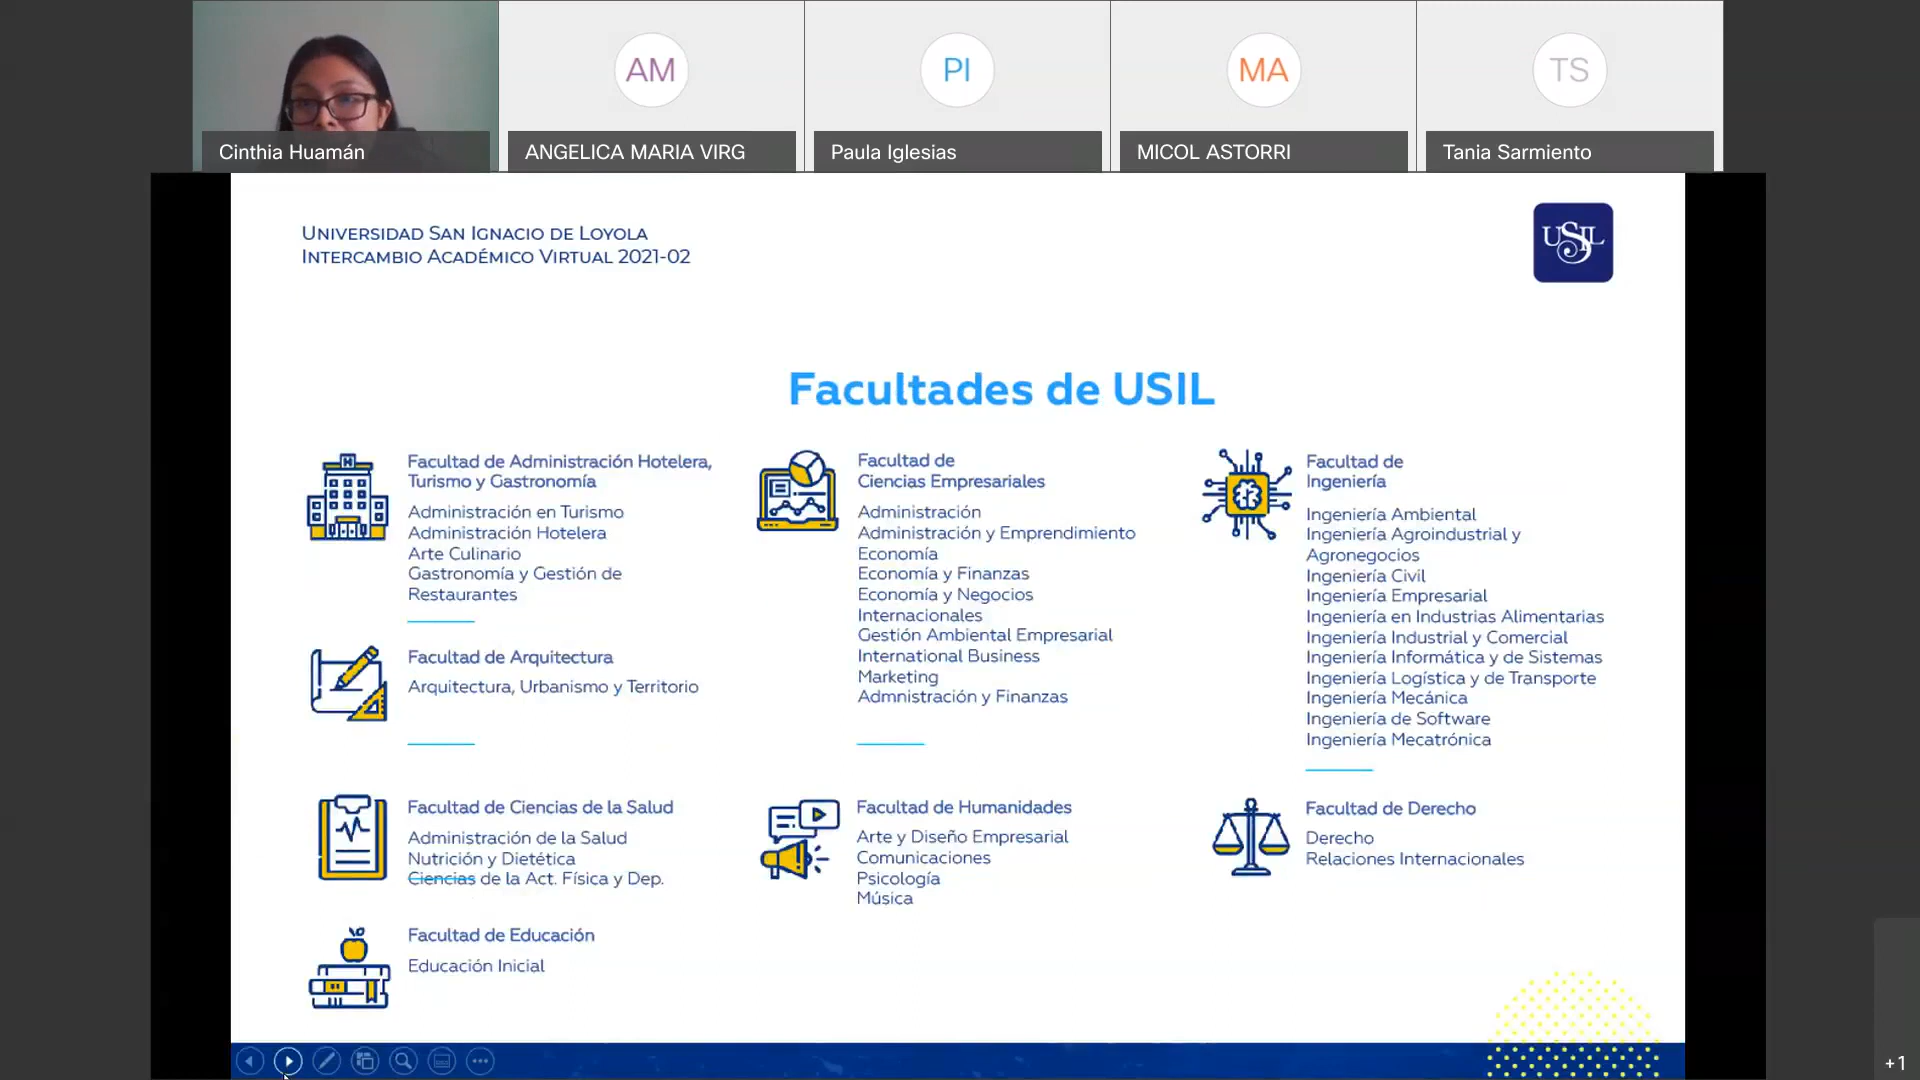 AM
PI
MA
TS
Cinthia Huamán
ANGELICA MARIA VIRG
Paula Iglesias
MICOL ASTORRI
Tania Sarmiento
UNIVERSIDAD SAN IGNACIO DE LOYOLA
INTERCAMBIO ACADÉMICO VIRTUAL 2021-02
USIL
Facultades de USIL
Facultad de Administración Hotelera,
Turismo y Gastronomía
Administración en Turismo
Administración Hotelera
Arte Culinario
Gastronomía y Gestión de
Restaurantes
Facultad de Arquitectura
Arquitectura, Urbanismo y Territorio
Facultad de Ciencias de la Salud
Administración de la Salud
Nutrición y Dietética
Ciencias de la Act. Física y Dep.
Facultad de Educación
Educación Inicial
Facultad de
Ciencias Empresariales
Administración
Administración y Emprendimiento
Economía
Economía y Finanzas
Economía y Negocios
Internacionales
Gestión Ambiental Empresarial
International Business
Marketing
Admnistración y Finanzas
Facultad de Humanidades
Arte y Diseño Empresarial
Comunicaciones
Psicología
Música
Facultad de
Ingeniería
Ingeniería Ambiental
Ingeniería Agroindustrial y
Agronegocios
Ingeniería Civil
Ingeniería Empresarial
Ingeniería en Industrias Alimentarias
Ingeniería Industrial y Comercial
Ingeniería Informática y de Sistemas
Ingeniería Logística y de Transporte
Ingeniería Mecánica
Ingeniería de Software
Ingeniería Mecatrónica
Facultad de Derecho
Derecho
Relaciones Internacionales
+1